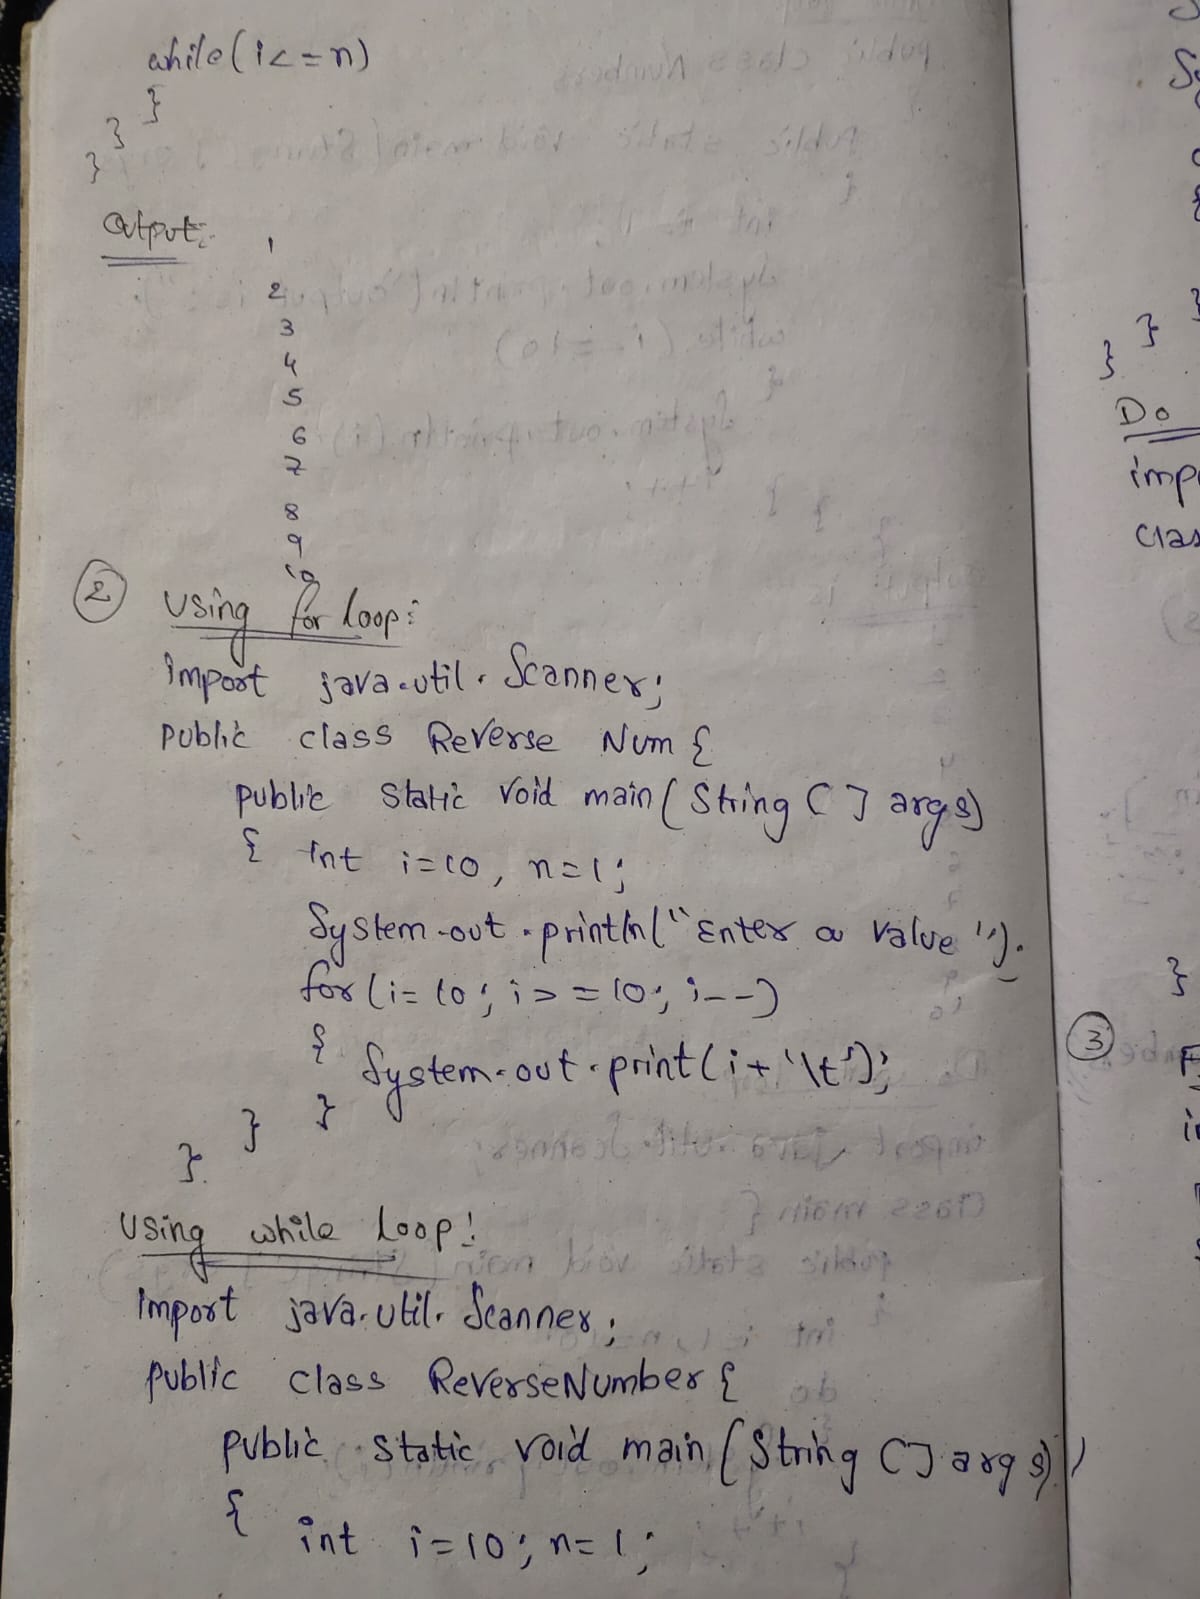 while(i<=n)
}
}
}
Output:
1
2
3
4
5
6
7
8
9
10
② Using for loop:
import java.util.Scanner;
public class Reverse Num {
public static void main(String [] args)
{ int i=10, n=1;
System.out.println("Enter a value").
for(i=10; i>=10; i--)
{ System.out.print(i+'\t');
}
}
}.
Using while loop:
import java.util.Scanner;
public class ReverseNumber {
public static void main(String [] args)
{ int i=10; n=1;
}
}
}
Do
}
③